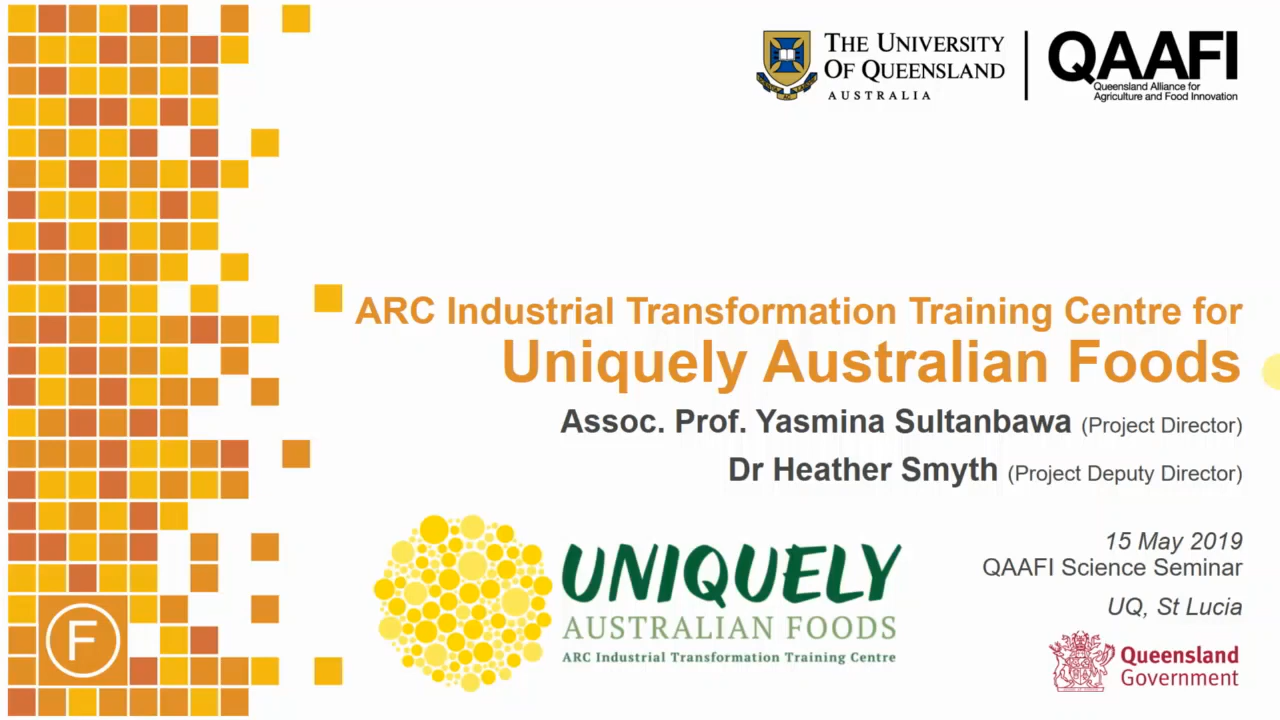 THE UNIVERSITY
OF QUEENSLAND
AUSTRALIA
QAAFI
Queensland Alliance for
Agriculture and Food Innovation
ARC Industrial Transformation Training Centre for
Uniquely Australian Foods
Assoc. Prof. Yasmina Sultanbawa (Project Director)
Dr Heather Smyth (Project Deputy Director)
15 May 2019
QAAFI Science Seminar
UQ, St Lucia
UNIQUELY
AUSTRALIAN FOODS
ARC Industrial Transformation Training Centre
F
Queensland
Government